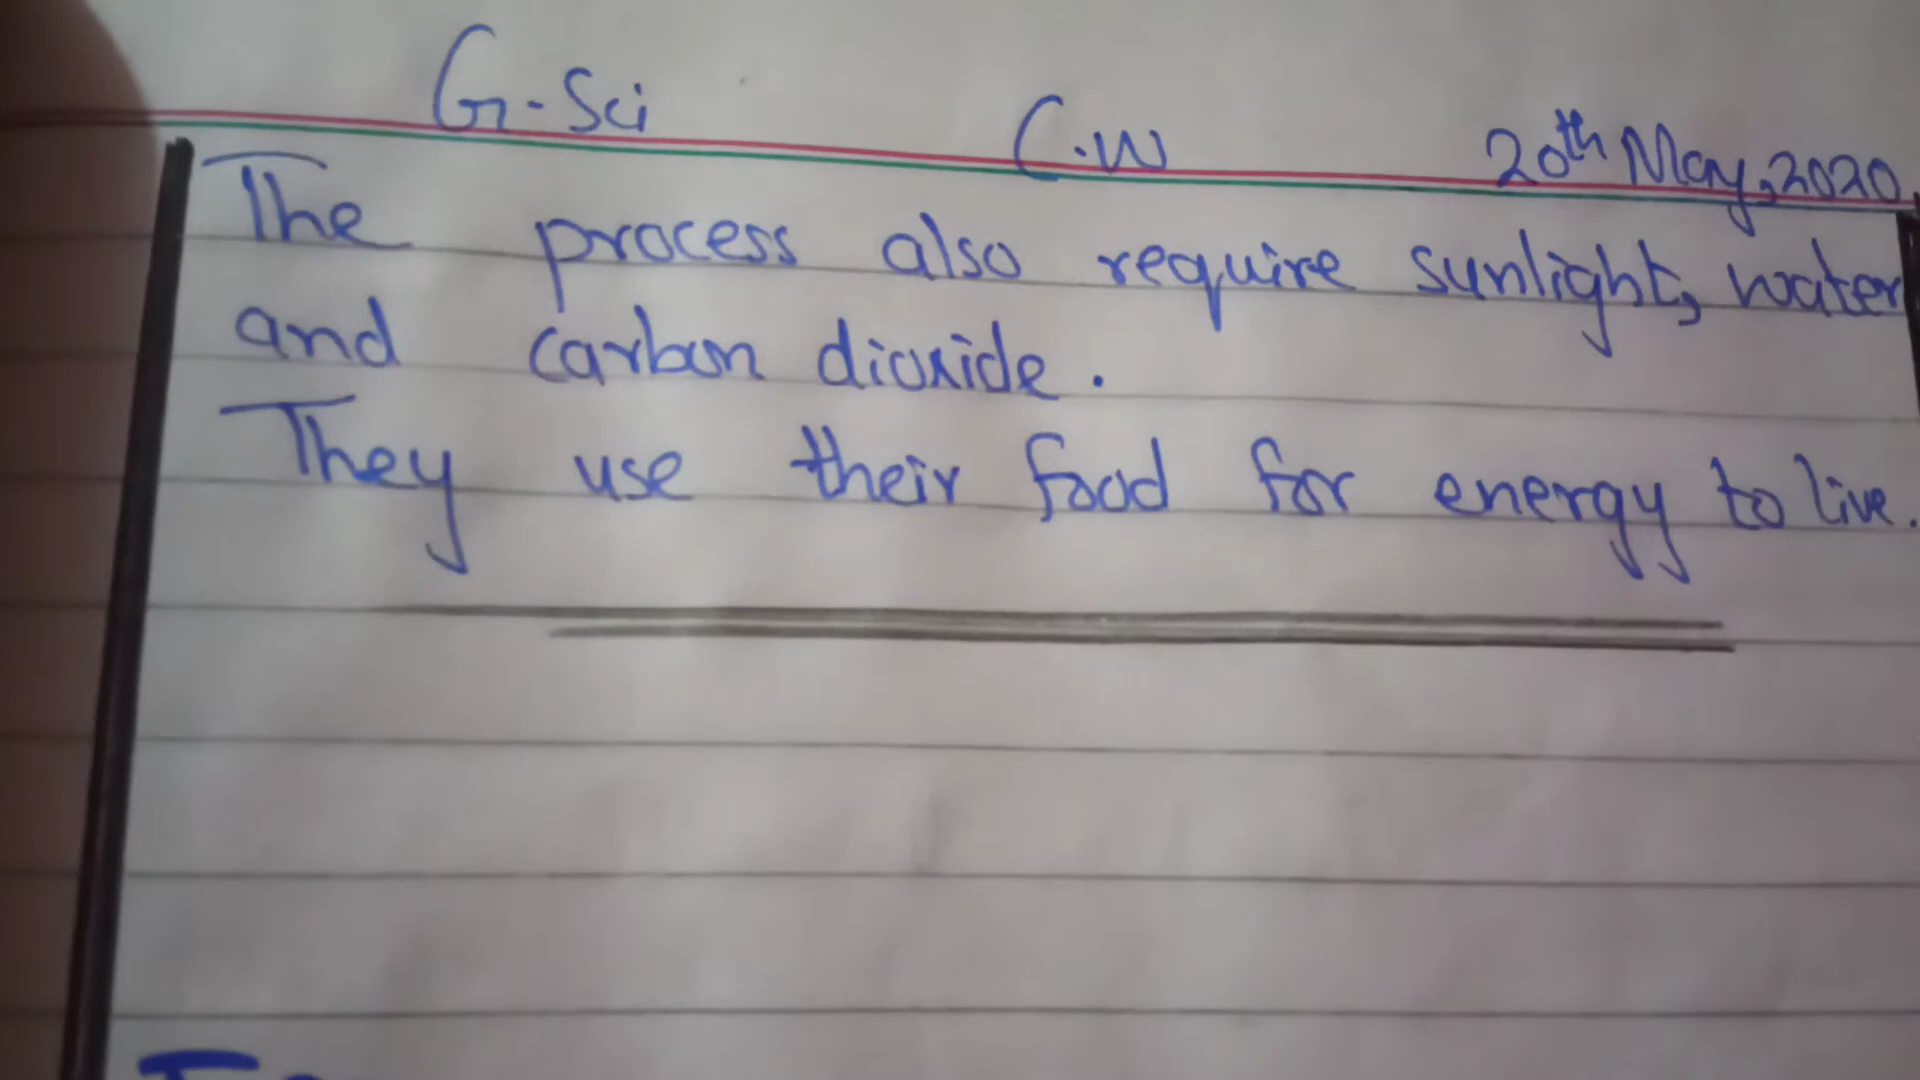 G-Sci C.W 20th May, 2020
The process also require sunlight, water
and carbon dioxide.
They use their food for energy to live.